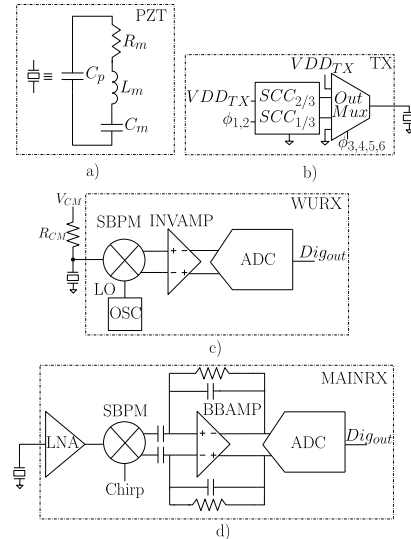 PZT
R_m
C_p
L_m
C_m
a)
TX
VDD_TX
VDD_TX
SCC_2/3
SCC_1/3
Out
Mux
ϕ_1,2
ϕ_3,4,5,6
b)
WURX
V_CM
R_CM
SBPM
INVAMP
+ -
- +
ADC
Dig_out
LO
OSC
c)
MAINRX
LNA
SBPM
BBAMP
+ -
- +
ADC
Dig_out
Chirp
d)